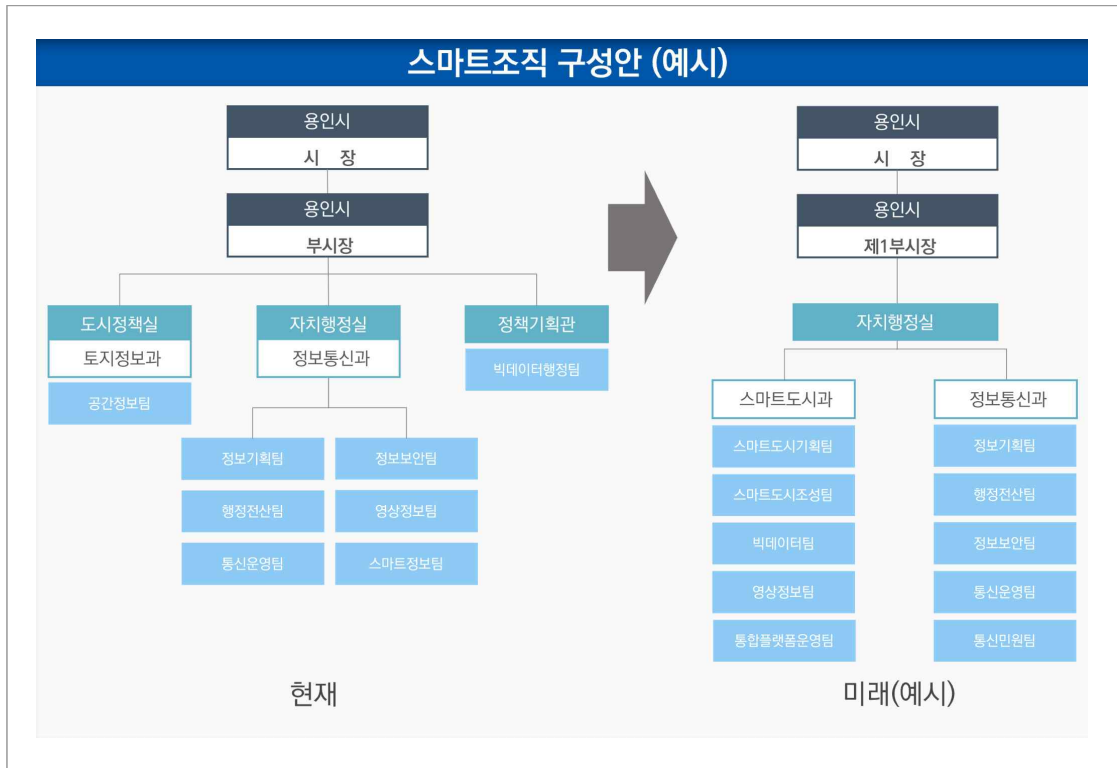 스마트조직 구성안 (예시)
용인시
시 장
용인시
부시장
도시정책실
토지정보과
공간정보팀
자치행정실
정보통신과
정책기획관
빅데이터행정팀
정보기획팀
정보보안팀
행정전산팀
영상정보팀
통신운영팀
스마트정보팀
현재
용인시
시 장
용인시
제1부시장
자치행정실
스마트도시과
스마트도시기획팀
스마트도시조성팀
빅데이터팀
영상정보팀
통합플랫폼운영팀
정보통신과
정보기획팀
행정전산팀
정보보안팀
통신운영팀
통신민원팀
미래(예시)